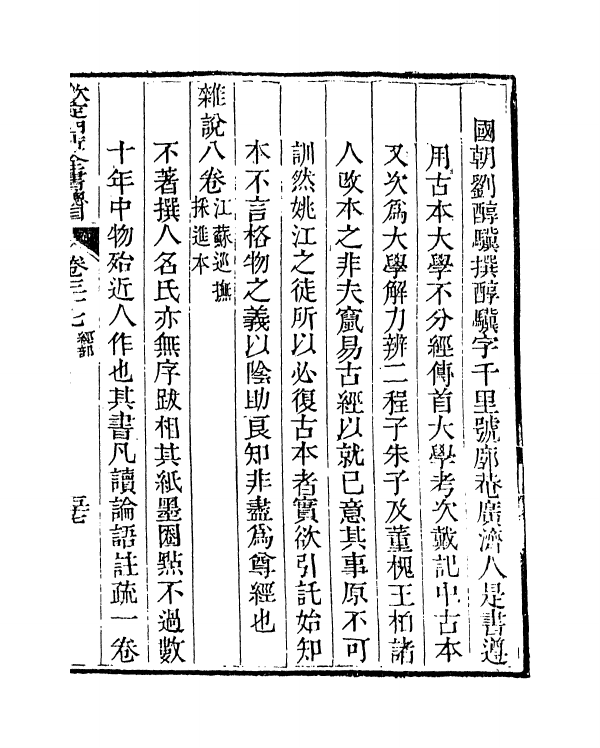 國朝劉醇驥撰醇驥字千里號廓菴廣濟人是書遵
用古本大學不分經傳首大學考次戴記中古本
又次爲大學解力辨二程子朱子及董槐王柏諸
人改本之非夫竄易古經以就已意其事原不可
訓然姚江之徒所以必復古本者實欲引託始知
本不言格物之義以陰助良知非盡爲尊經也
雜說八卷江蘇巡撫
採進本
不著撰人名氏亦無序跋相其紙墨圈點不過數
十年中物殆近人作也其書凡讀論語註疏一卷
欽定四庫全書總目
卷三十七
經部